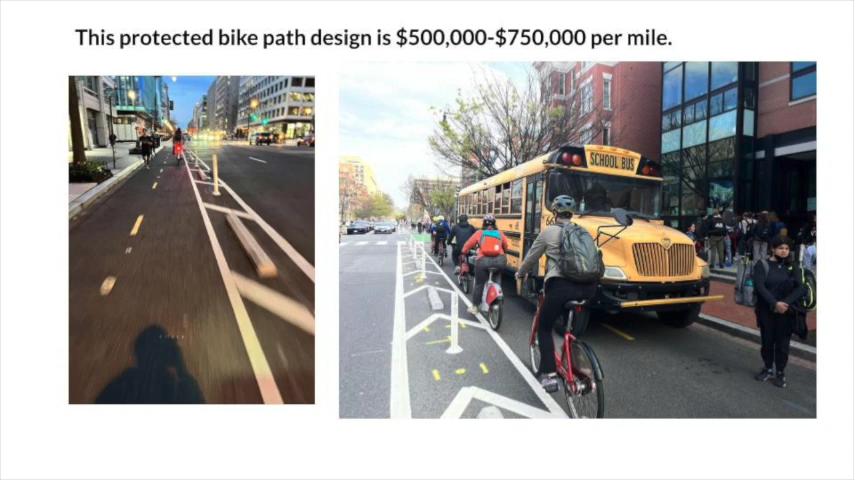 This protected bike path design is $500,000-$750,000 per mile.
SCHOOL BUS